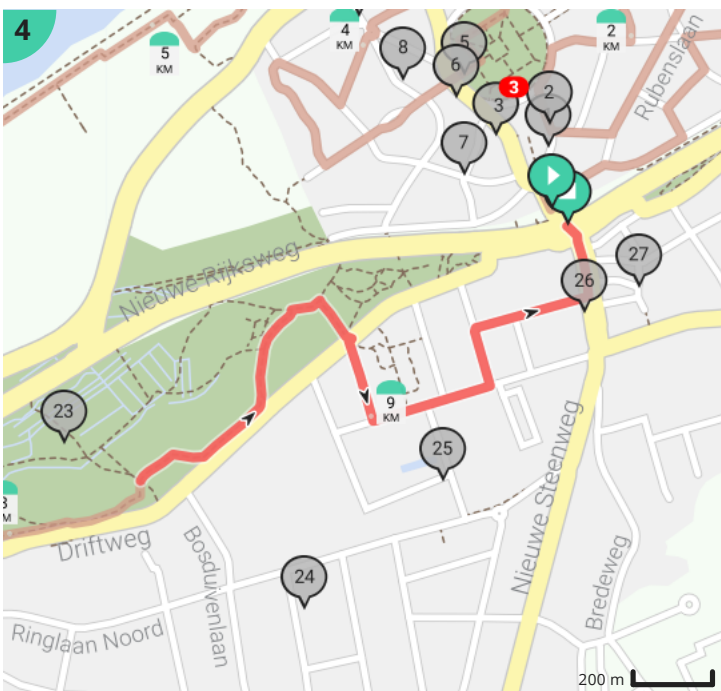 4
5
KM
4
KM
2
KM
8
5
6
3
3
2
7
Rubenslaan
Nieuwe Rijksweg
27
26
23
9
KM
25
Driftweg
Bosduivenlaan
24
Nieuwe Steenweg
Bredeweg
Ringlaan Noord
200 m